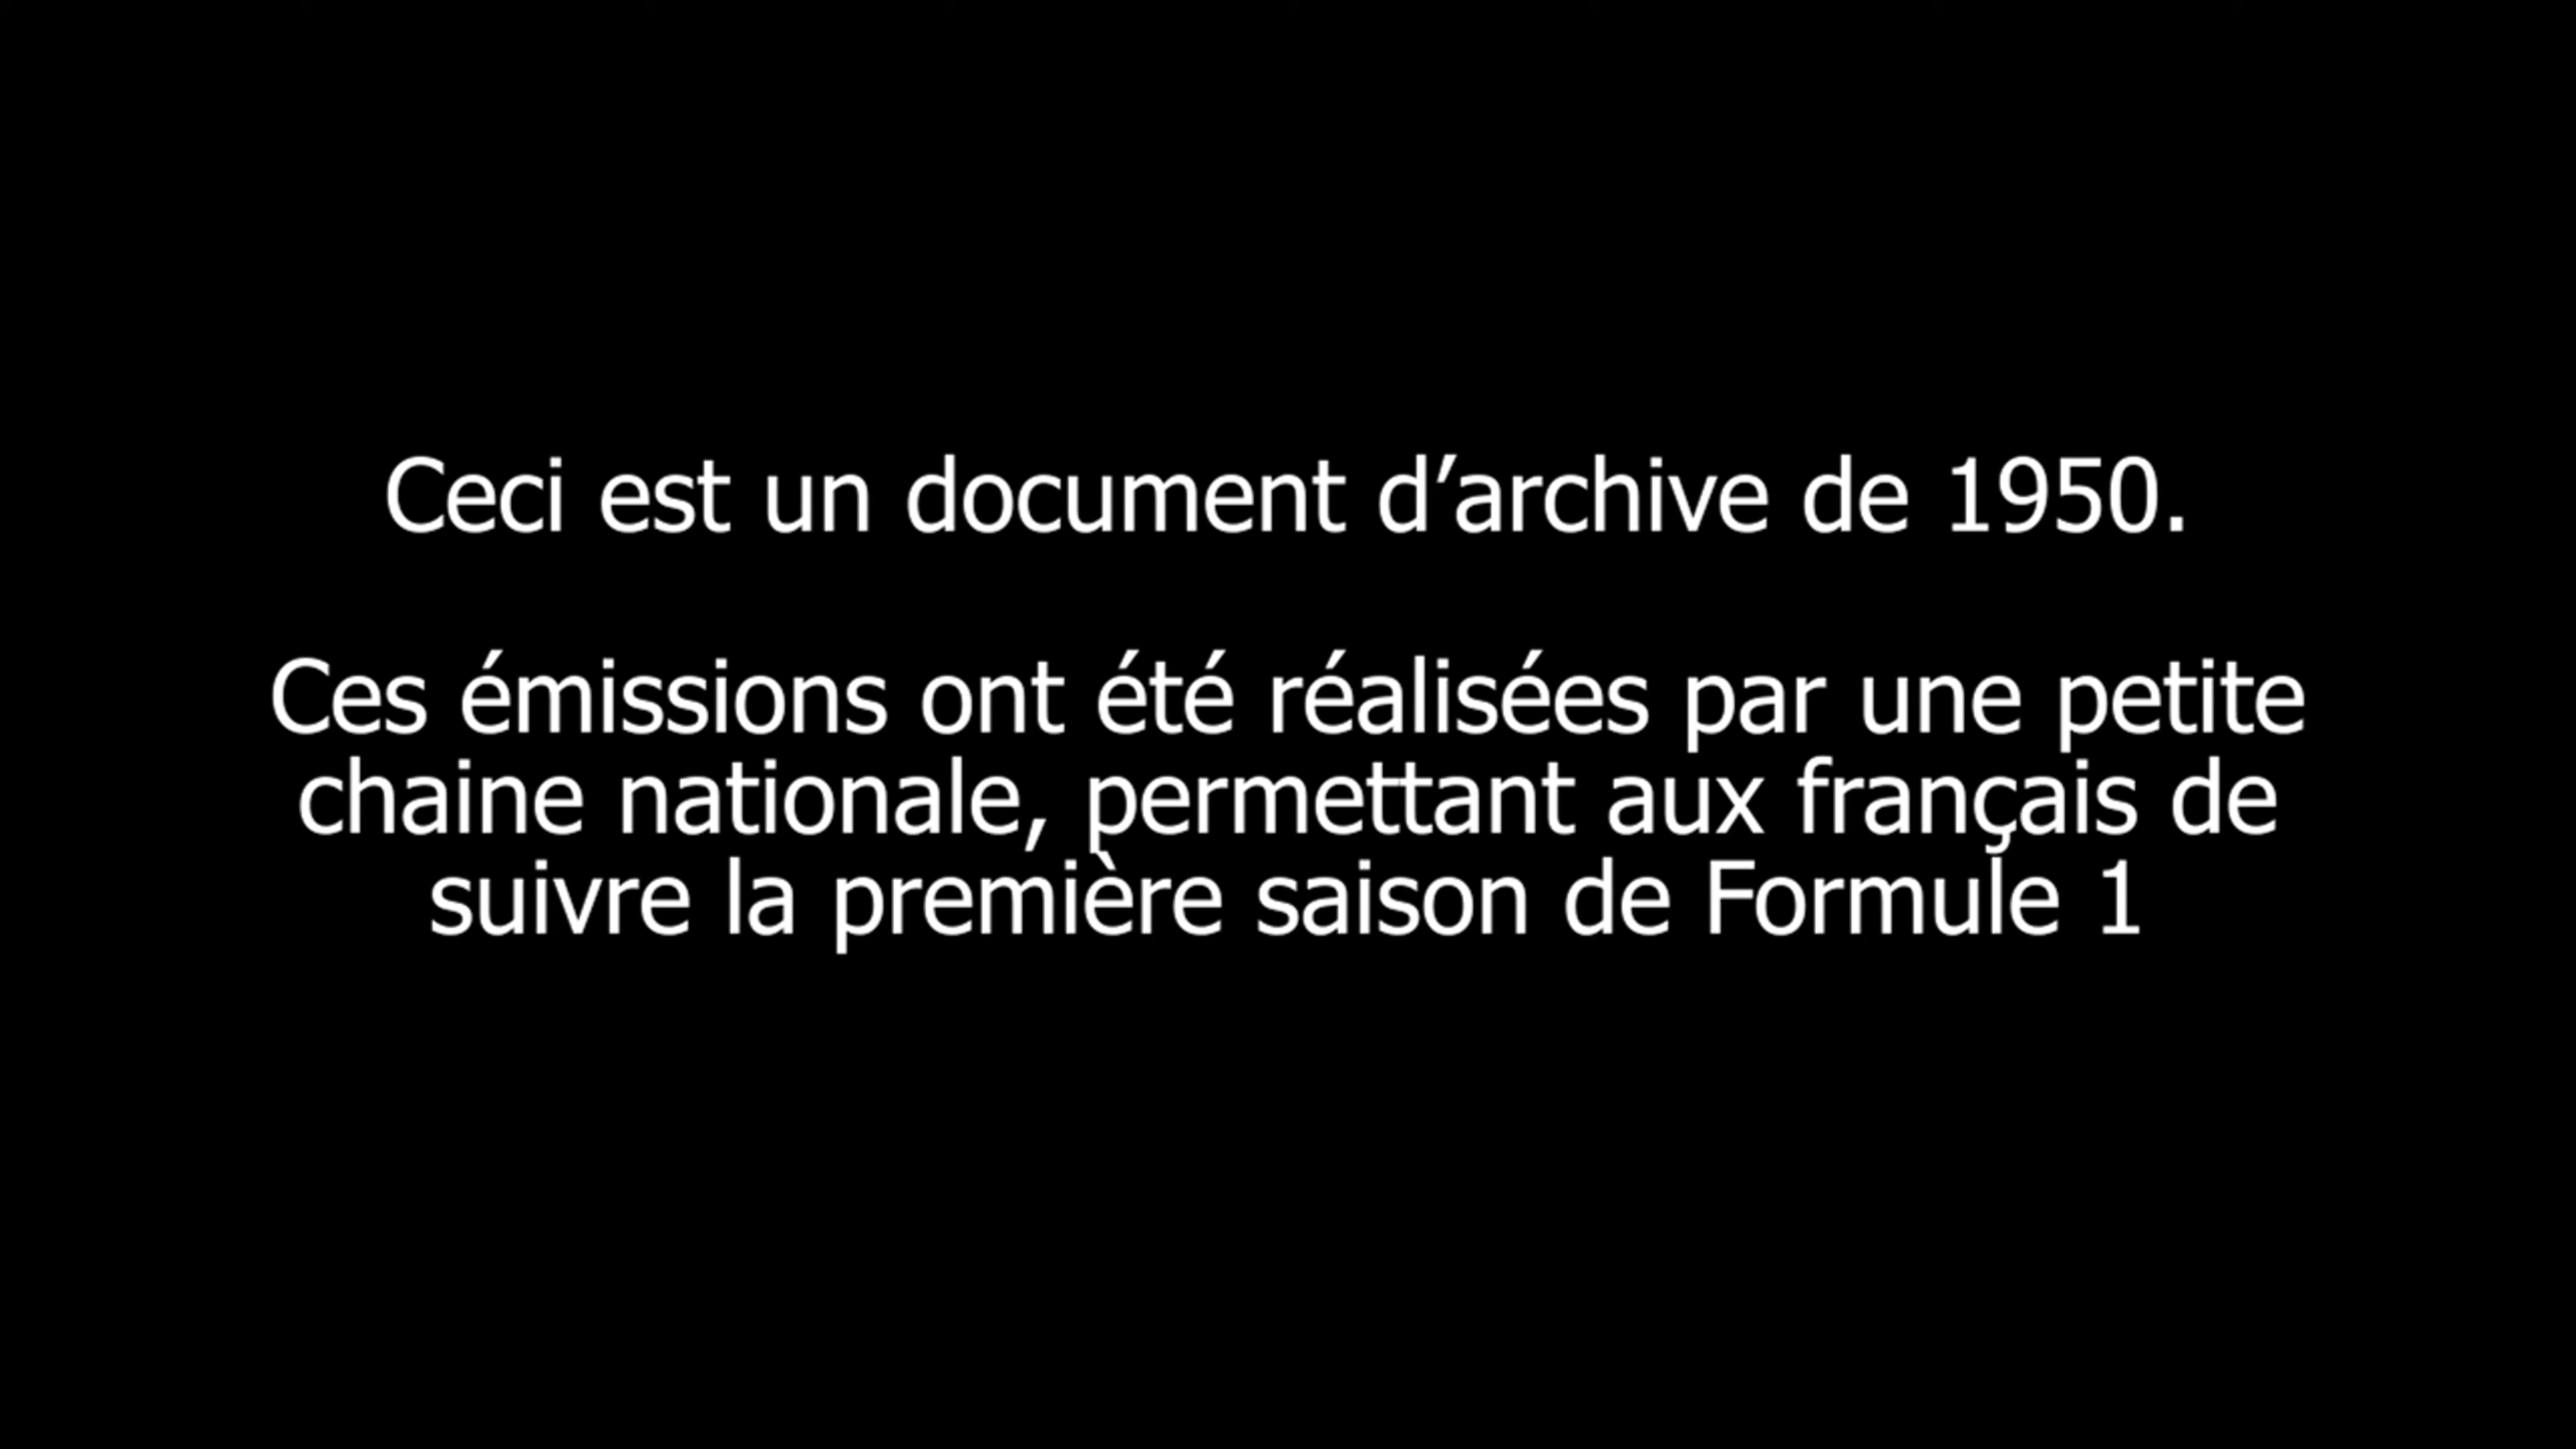 Ceci est un document d’archive de 1950.
Ces émissions ont été réalisées par une petite
chaine nationale, permettant aux français de
suivre la première saison de Formule 1